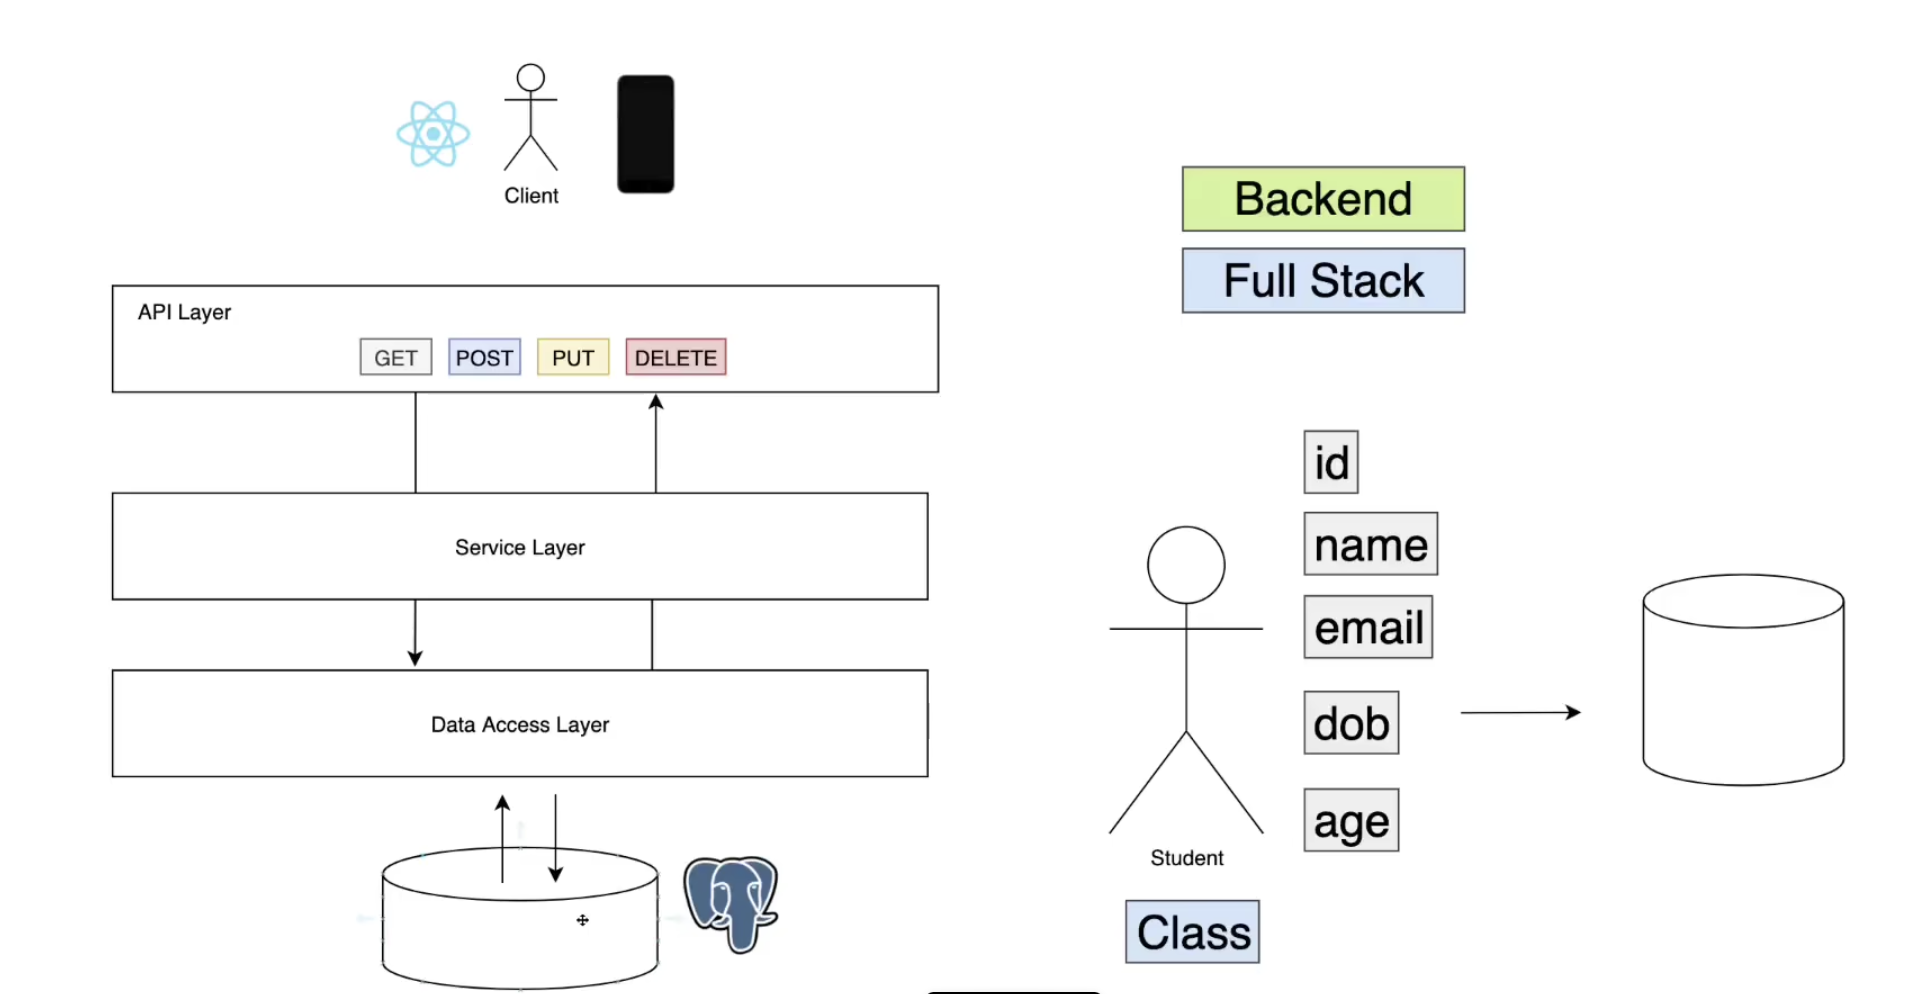 Client
API Layer
GET POST PUT DELETE
Service Layer
Data Access Layer
Backend
Full Stack
id
name
email
dob
age
Student
Class